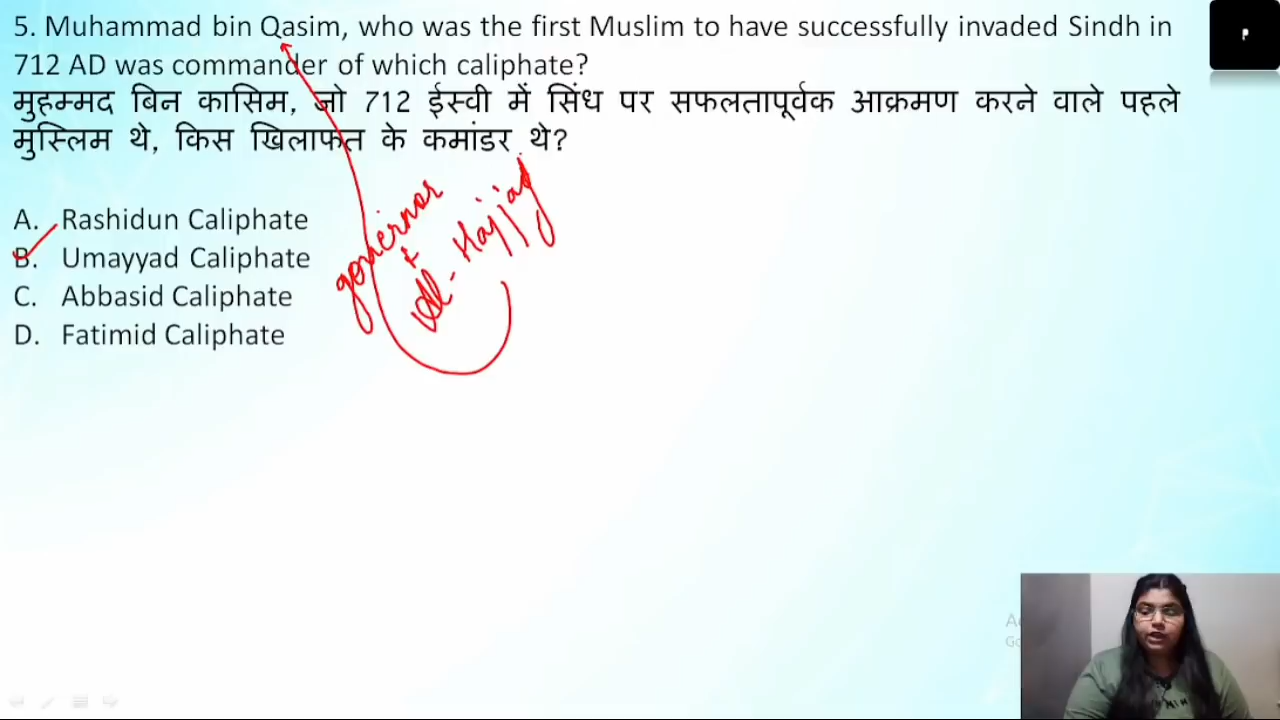 5. Muhammad bin Qasim, who was the first Muslim to have successfully invaded Sindh in
712 AD was commander of which caliphate?
मुहम्मद बिन कासिम, जो 712 ईस्वी में सिंध पर सफलतापूर्वक आक्रमण करने वाले पहले
मुस्लिम थे, किस खिलाफत के कमांडर थे?
A. Rashidun Caliphate
B. Umayyad Caliphate
C. Abbasid Caliphate
D. Fatimid Caliphate
governor
Al-Hajjaj